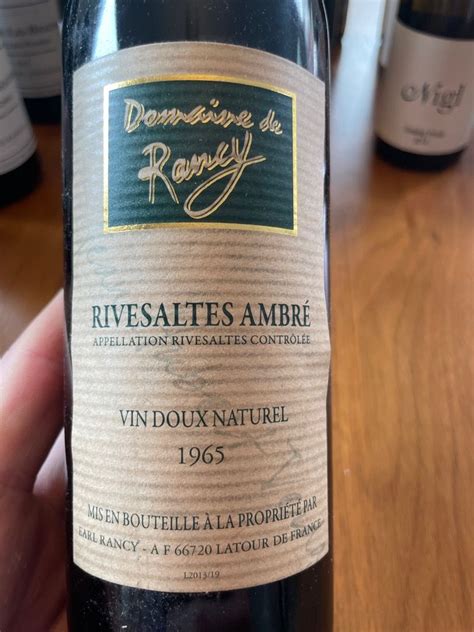 Domaine de
Rancy
RIVESALTES AMBRÉ
APPELLATION RIVESALTES CONTRÔLÉE
VIN DOUX NATUREL
1965
MIS EN BOUTEILLE À LA PROPRIÉTÉ PAR
EARL RANCY - A F 66720 LATOUR DE FRANCE
L2013/19
Nigl